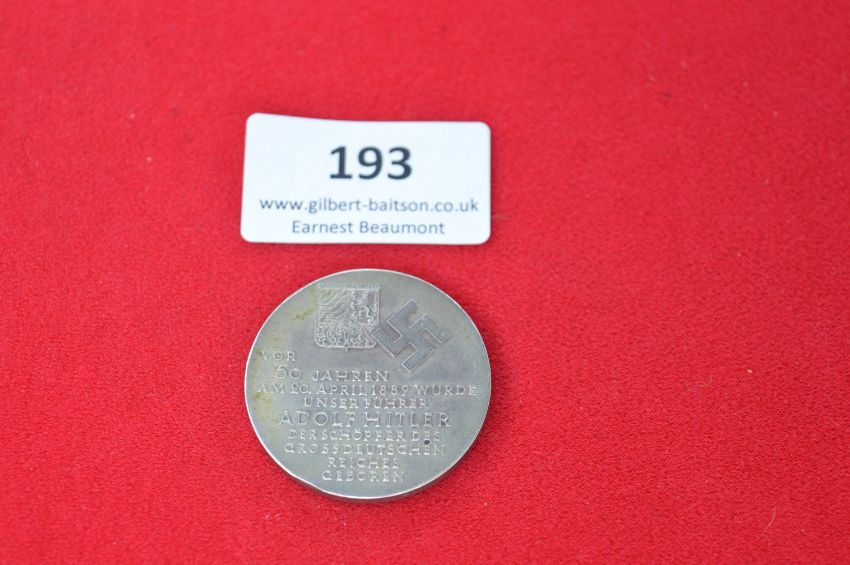 193
www.gilbert-baitson.co.uk
Earnest Beaumont
VOR
50 JAHREN
AM 20. APRIL 1889 WURDE
UNSER FÜHRER
ADOLF HITLER
DER SCHÖPFER DES
GROSSDEUTSCHEN
REICHES
GEBOREN